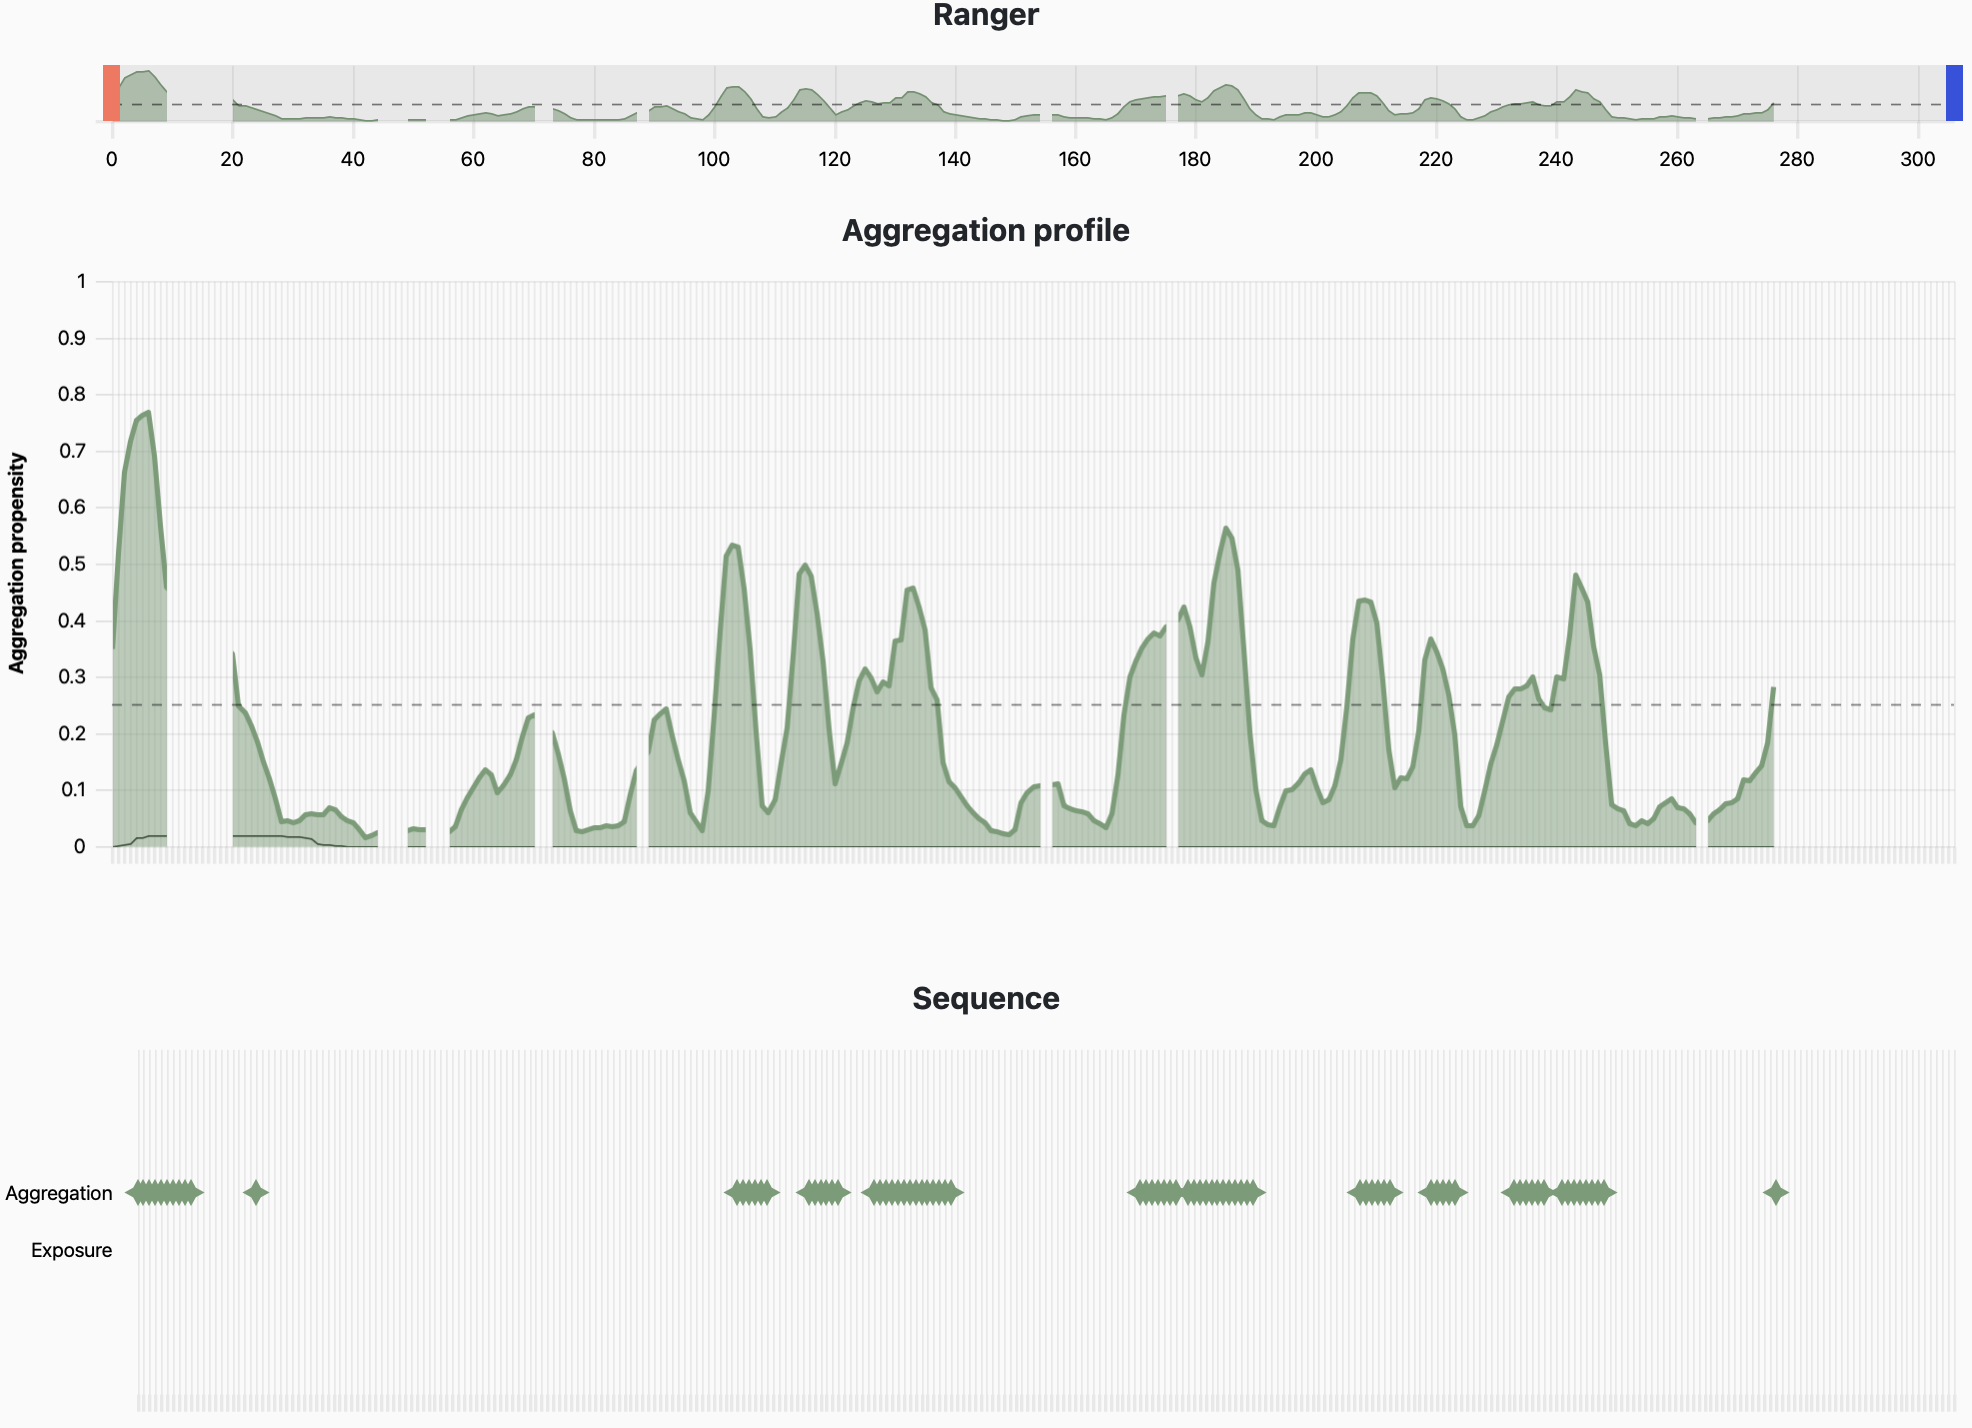 Ranger
0 20 40 60 80 100 120 140 160 180 200 220 240 260 280 300
Aggregation profile
Aggregation propensity
1
0.9
0.8
0.7
0.6
0.5
0.4
0.3
0.2
0.1
0
Sequence
Aggregation
Exposure